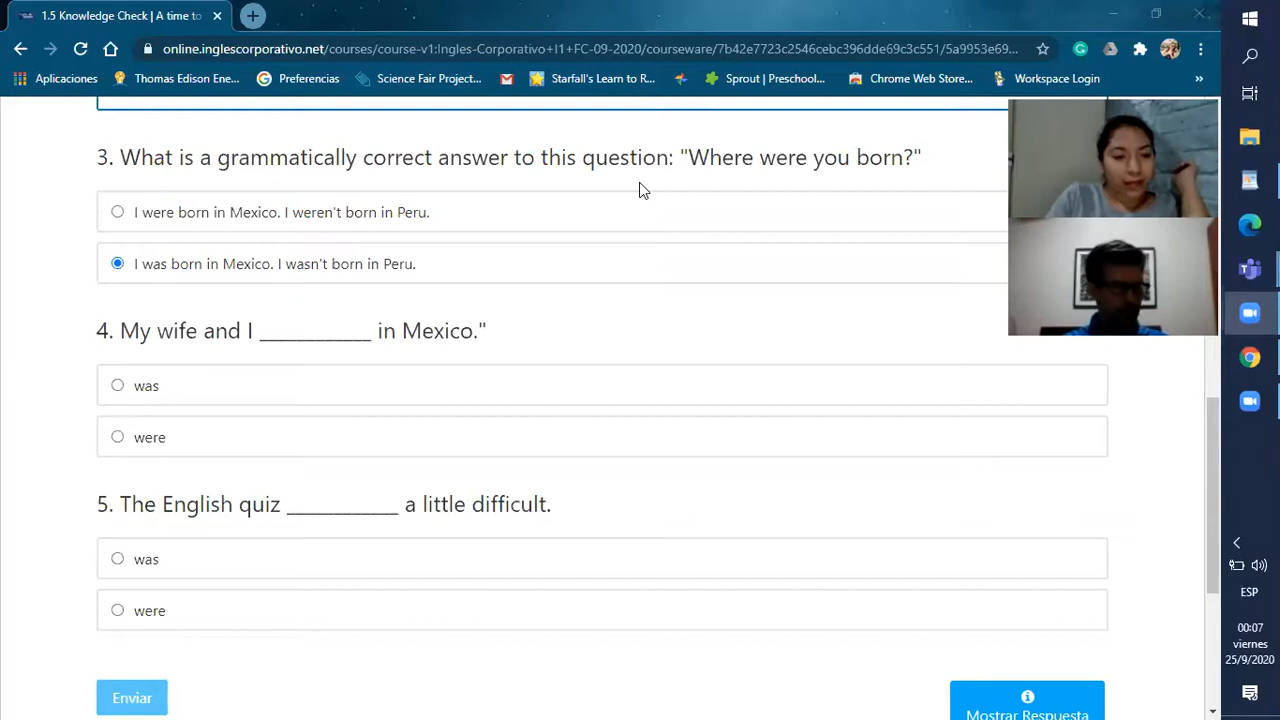 1.5 Knowledge Check | A time to
online.inglescorporativo.net/courses/course-v1:Ingles-Corporativo+I1+FC-09-2020/courseware/7b42e7723c2546cebc396dde69c3c551/5a9953e69...
Aplicaciones Thomas Edison Ene... Preferencias Science Fair Project... Starfall's Learn to R... Sprout | Preschool... Chrome Web Store... Workspace Login »
3. What is a grammatically correct answer to this question: "Where were you born?"
I were born in Mexico. I weren't born in Peru.
I was born in Mexico. I wasn't born in Peru.
4. My wife and I ____________ in Mexico."
was
were
5. The English quiz ____________ a little difficult.
was
were
Enviar
Mostrar Respuesta
ESP
00:07
viernes
25/9/2020